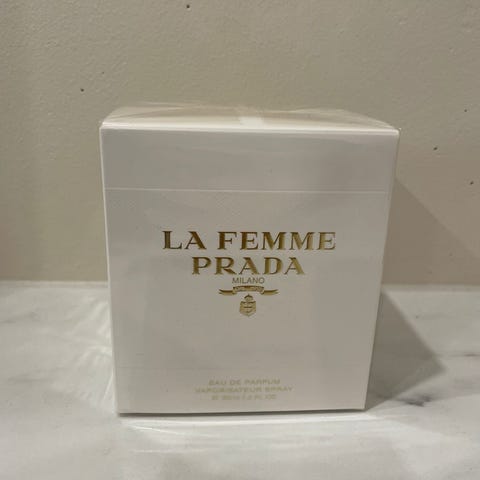 LA FEMME
PRADA
MILANO
EAU DE PARFUM
VAPORISATEUR SPRAY